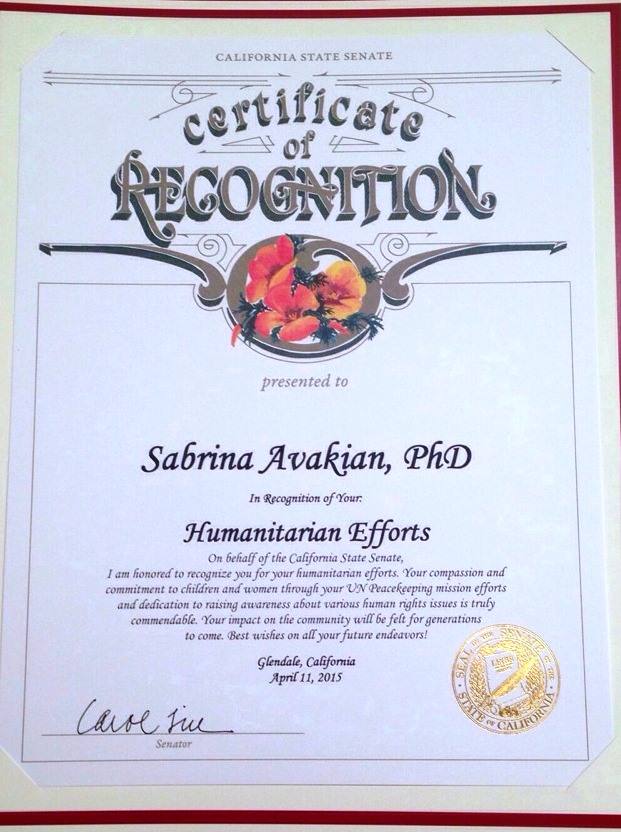 CALIFORNIA STATE SENATE
certificate
of
RECOGNITION
presented to
Sabrina Avakian, PhD
In Recognition of Your:
Humanitarian Efforts
On behalf of the California State Senate,
I am honored to recognize you for your humanitarian efforts. Your compassion and
commitment to children and women through your UN Peacekeeping mission efforts
and dedication to raising awareness about various human rights issues is truly
commendable. Your impact on the community will be felt for generations
to come. Best wishes on all your future endeavors!
Glendale, California
April 11, 2015
SEAL OF THE SENATE OF THE
STATE OF CALIFORNIA
Carol Liu
Senator